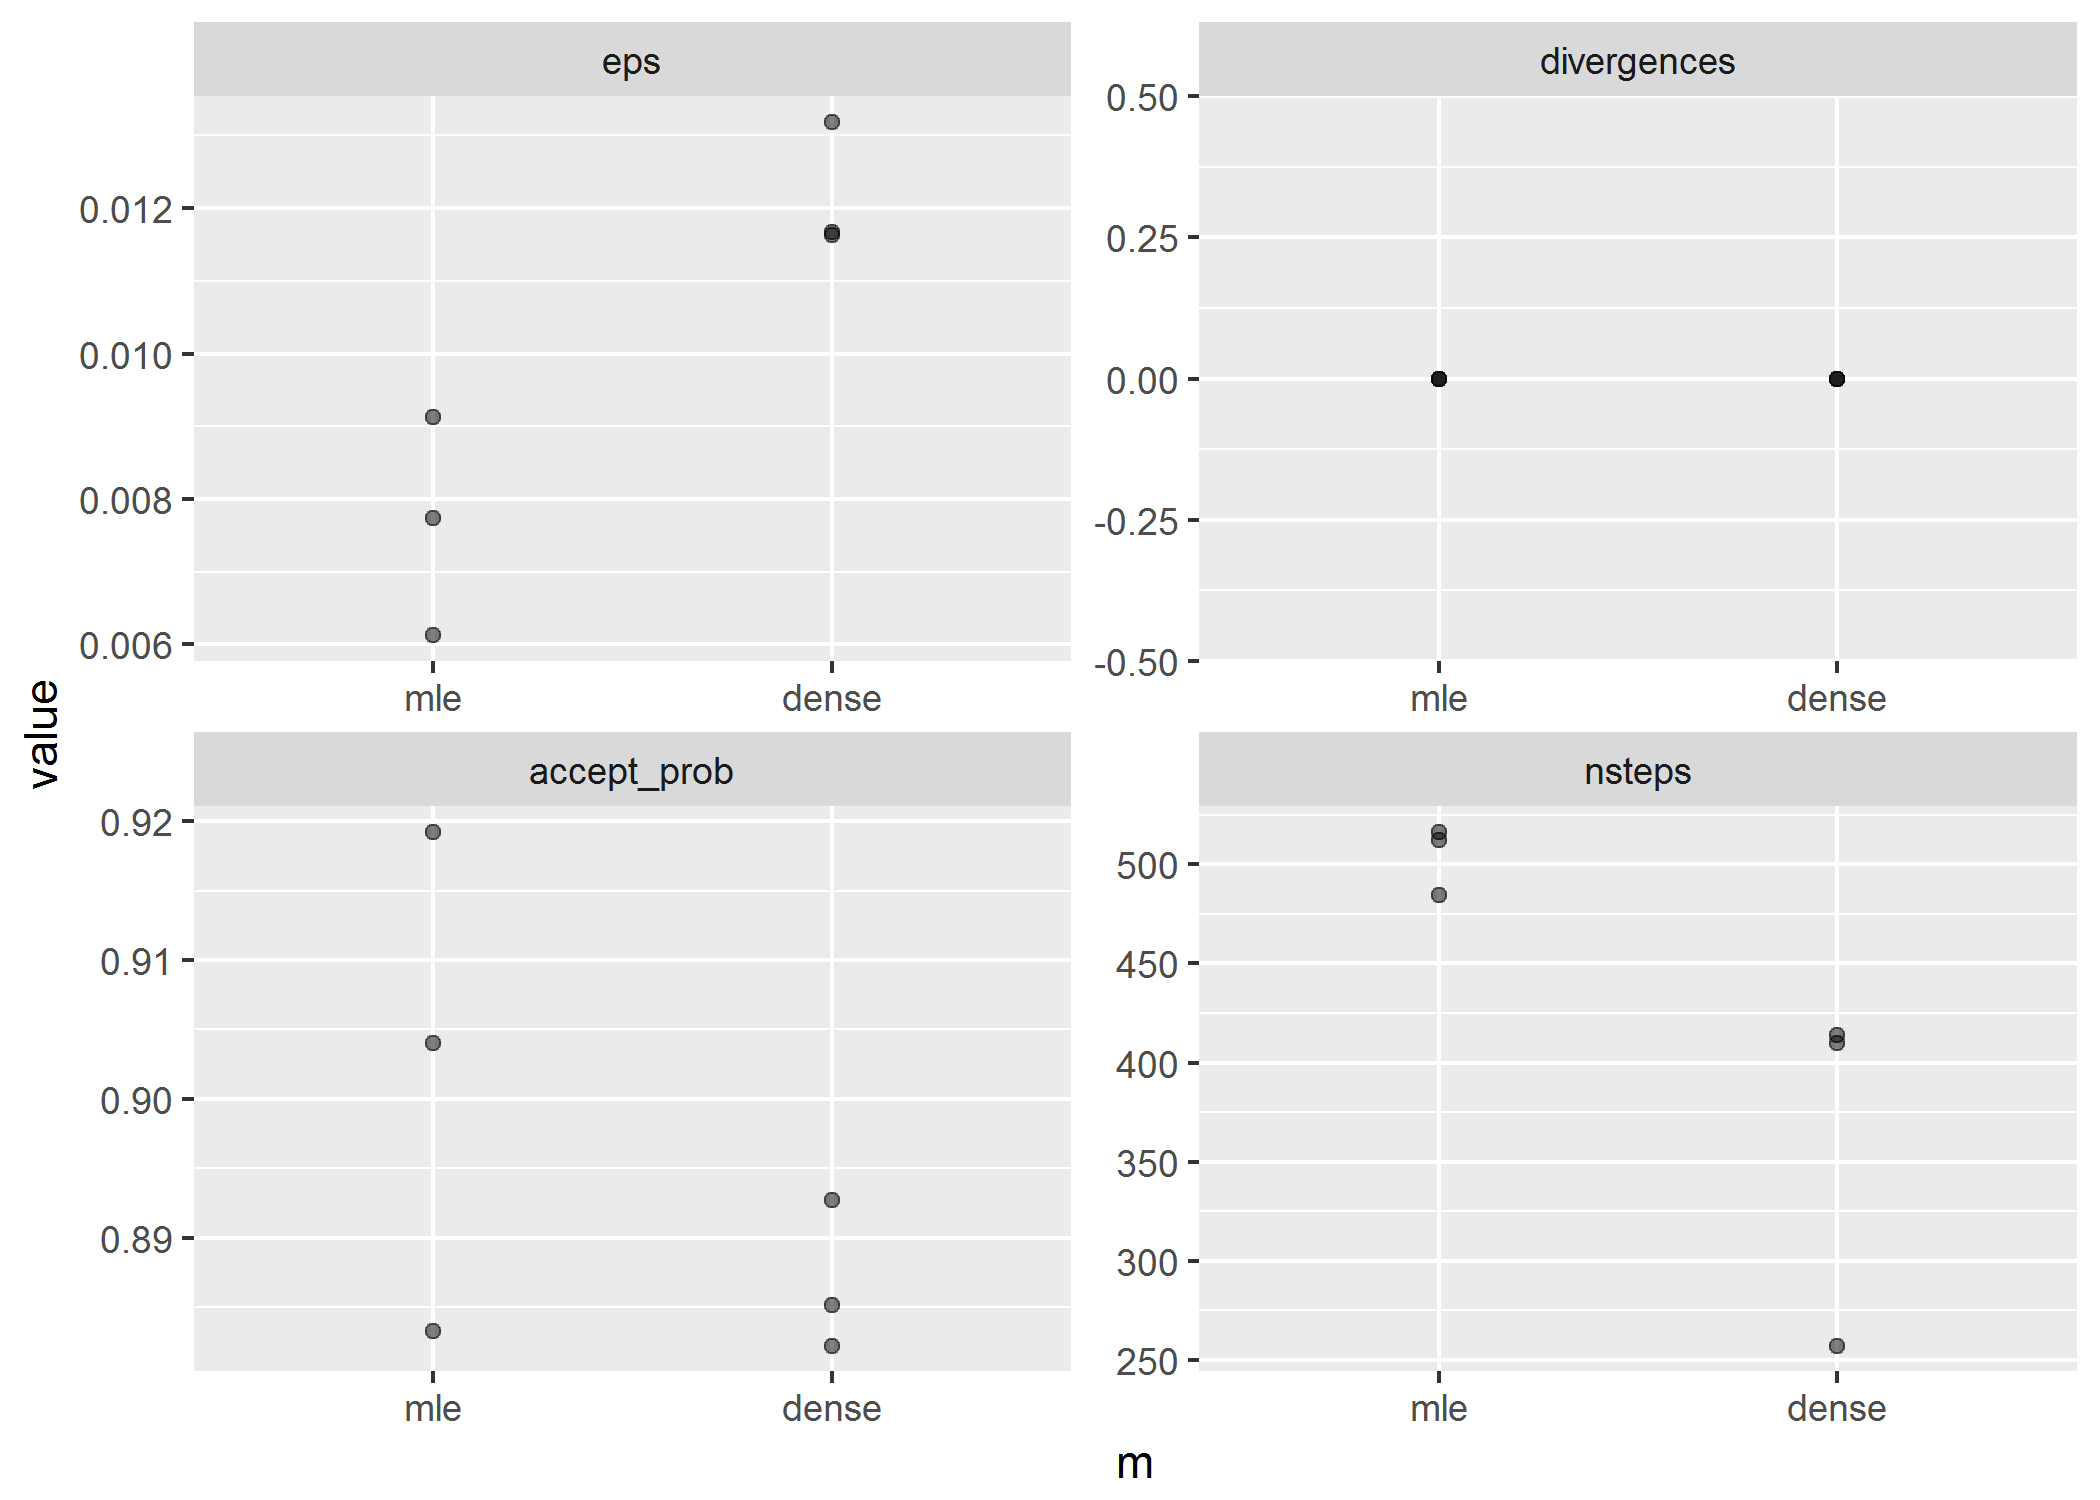 eps
divergences
0.012
0.010
0.008
0.006
0.50
0.25
0.00
-0.25
-0.50
mle
dense
mle
dense
value
accept_prob
nsteps
0.92
0.91
0.90
0.89
500
450
400
350
300
250
mle
dense
mle
dense
m